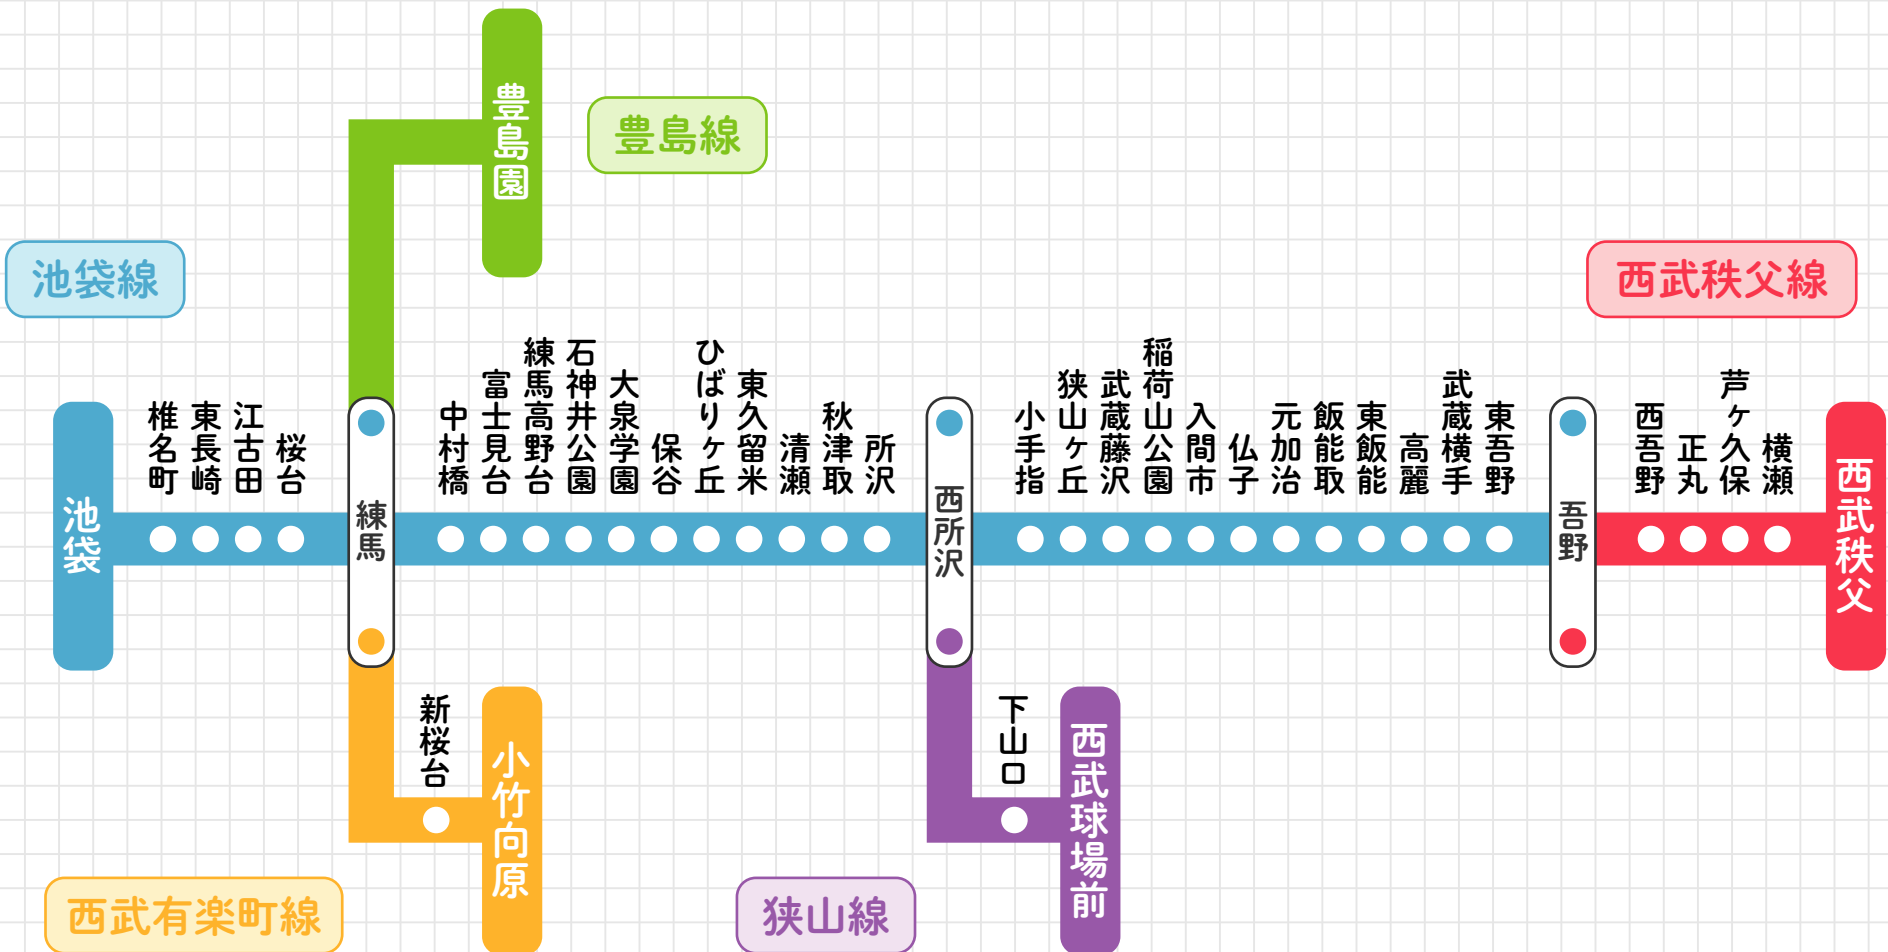 豊島園
豊島線
池袋線
西武秩父線
池袋
椎名町
東長崎
江古田
桜台
練馬
中村橋
富士見台
練馬高野台
石神井公園
大泉学園
保谷
ひばりヶ丘
東久留米
清瀬
秋津取
所沢
西所沢
小手指
狭山ヶ丘
武蔵藤沢
稲荷山公園
入間市
仏子
元加治
飯能取
東飯能
高麗
武蔵横手
東吾野
吾野
西吾野
正丸
芦ヶ久保
横瀬
西武秩父
新桜台
小竹向原
下山口
西武球場前
西武有楽町線
狭山線